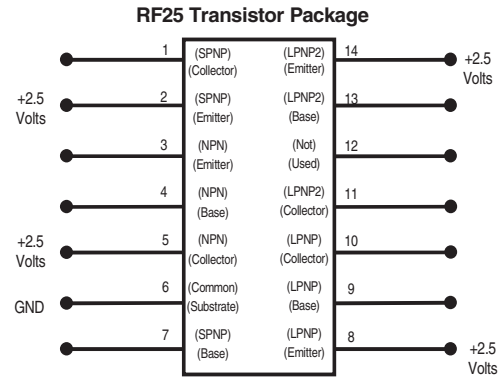 RF25 Transistor Package
1 (SPNP) (LPNP2) 14
(Collector) (Emitter)
+2.5
Volts
+2.5
Volts
2 (SPNP) (LPNP2) 13
(Emitter) (Base)
3 (NPN) (Not) 12
(Emitter) (Used)
4 (NPN) (LPNP2) 11
(Base) (Collector)
+2.5
Volts
5 (NPN) (LPNP) 10
(Collector) (Collector)
GND
6 (Common) (LPNP) 9
(Substrate) (Base)
7 (SPNP) (LPNP) 8
(Base) (Emitter)
+2.5
Volts